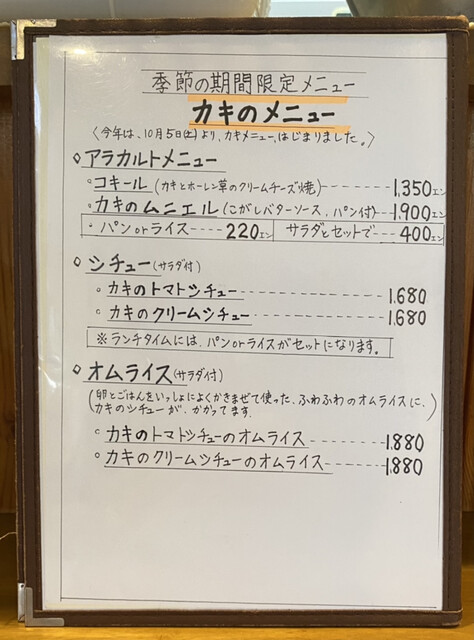 季節の期間限定メニュー
カキのメニュー
〈今年は、10月5日(土)より、カキメニュー、はじまりました。〉
◇アラカルトメニュー
◦コキール(カキとホーレン草のクリームチーズ焼)-----1,350エン
◦カキのムニエル(こがしバターソース、パン付)--1,900エン
・パンorライス---220エン サラダとセットで---400エン
◇シチュー(サラダ付)
◦カキのトマトシチュー---1,680
◦カキのクリームシチュー---1,680
※ランチタイムには、パンorライスがセットになります。
◇オムライス(サラダ付)
(卵とごはんをいっしょによくかきまぜて使った、ふわふわのオムライスに、
カキのシチューが、かかってます.)
◦カキのトマトシチューのオムライス---1,880
◦カキのクリームシチューのオムライス---1,880